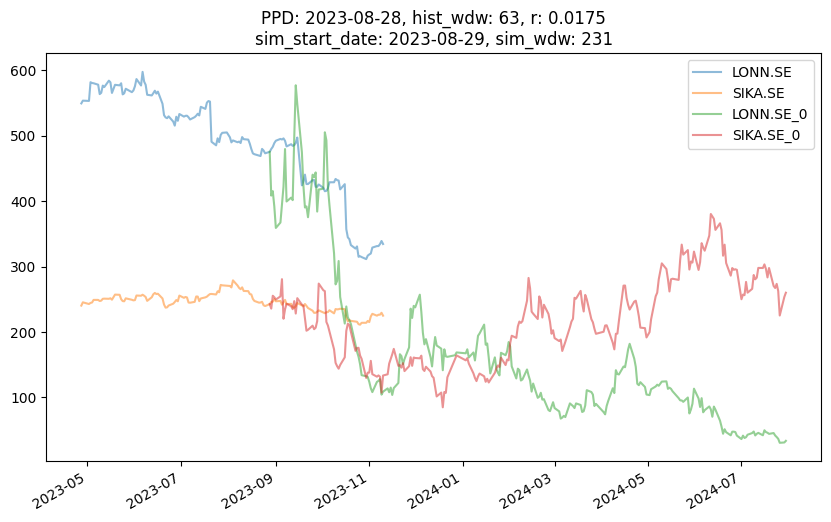 PPD: 2023-08-28, hist_wdw: 63, r: 0.0175
sim_start_date: 2023-08-29, sim_wdw: 231
LONN.SE
SIKA.SE
LONN.SE_0
SIKA.SE_0
600
500
400
300
200
100
2023-05
2023-07
2023-09
2023-11
2024-01
2024-03
2024-05
2024-07